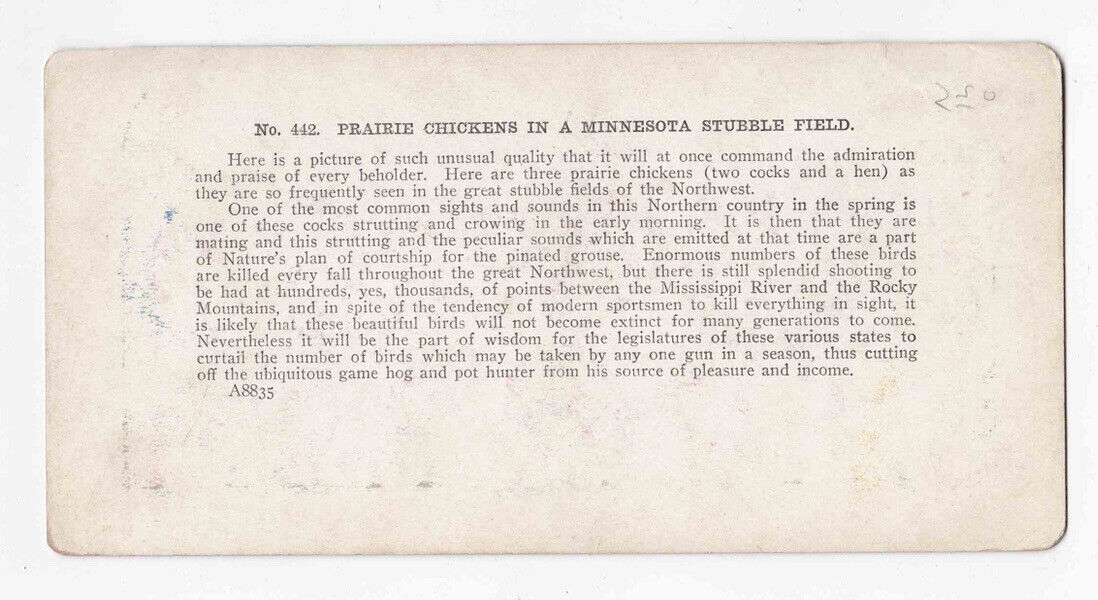 No. 442. PRAIRIE CHICKENS IN A MINNESOTA STUBBLE FIELD.
Here is a picture of such unusual quality that it will at once command the admiration
and praise of every beholder. Here are three prairie chickens (two cocks and a hen) as
they are so frequently seen in the great stubble fields of the Northwest.
One of the most common sights and sounds in this Northern country in the spring is
one of these cocks strutting and crowing in the early morning. It is then that they are
mating and this strutting and the peculiar sounds which are emitted at that time are a part
of Nature's plan of courtship for the pinated grouse. Enormous numbers of these birds
are killed every fall throughout the great Northwest, but there is still splendid shooting to
be had at hundreds, yes, thousands, of points between the Mississippi River and the Rocky
Mountains, and in spite of the tendency of modern sportsmen to kill everything in sight, it
is likely that these beautiful birds will not become extinct for many generations to come.
Nevertheless it will be the part of wisdom for the legislatures of these various states to
curtail the number of birds which may be taken by any one gun in a season, thus cutting
off the ubiquitous game hog and pot hunter from his source of pleasure and income.
A8835